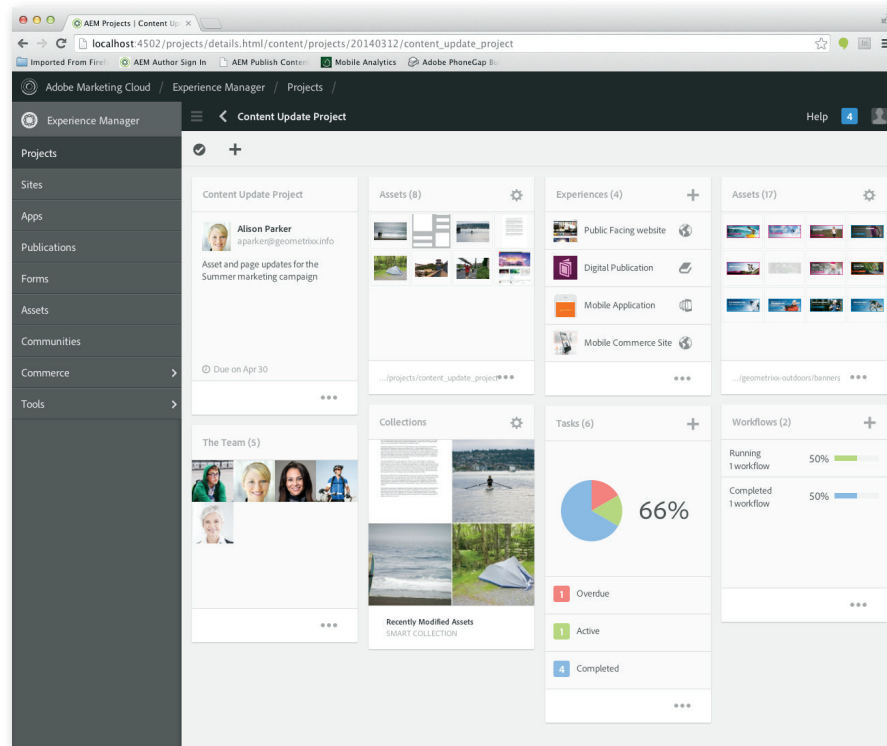 AEM Projects | Content Up
localhost:4502/projects/details.html/content/projects/20140312/content_update_project
Imported From Firef
AEM Author Sign In
AEM Publish Conten
Mobile Analytics
Adobe PhoneGap Bu
Adobe Marketing Cloud / Experience Manager / Projects /
Experience Manager
Content Update Project
Help
4
Projects
Sites
Apps
Publications
Forms
Assets
Communities
Commerce
Tools
Content Update Project
Alison Parker
aparker@geometrixx.info
Asset and page updates for the
Summer marketing campaign
Due on Apr 30
Assets (8)
.../projects/content_update_project
Experiences (4)
Public Facing website
Digital Publication
Mobile Application
Mobile Commerce Site
Assets (17)
.../geometrixx-outdoors/banners
The Team (5)
Collections
Recently Modified Assets
SMART COLLECTION
Tasks (6)
66%
1 Overdue
1 Active
4 Completed
Workflows (2)
Running
1 workflow
50%
Completed
1 workflow
50%